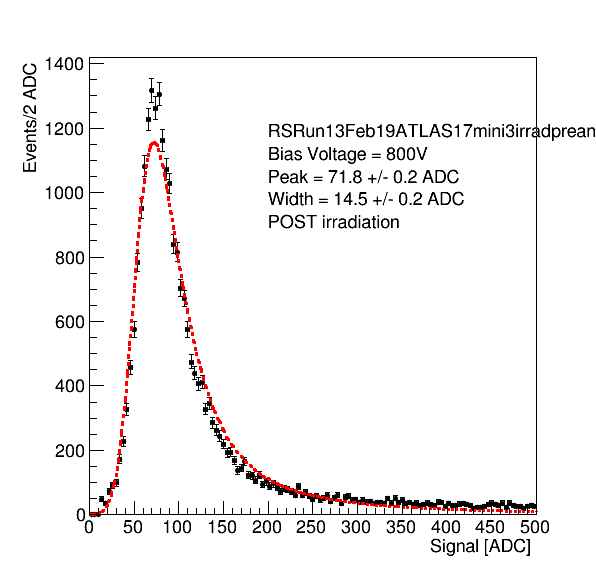 Events/2 ADC
1400
1200
1000
800
600
400
200
0
RSRun13Feb19ATLAS17mini3irradprean
Bias Voltage = 800V
Peak = 71.8 +/- 0.2 ADC
Width = 14.5 +/- 0.2 ADC
POST irradiation
0 50 100 150 200 250 300 350 400 450 500
Signal [ADC]